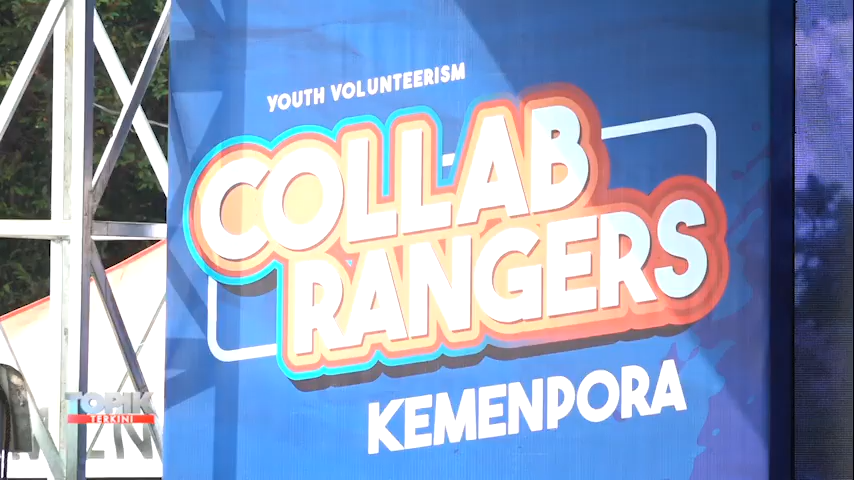 YOUTH VOLUNTEERISM
COLLAB
RANGERS
KEMENPORA
TOPIK
TERKINI